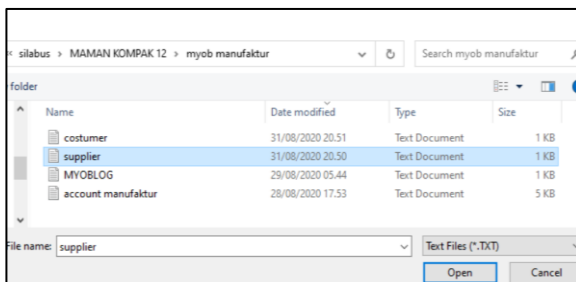 silabus > MAMAN KOMPAK 12 > myob manufaktur Search myob manufaktur
folder
Name Date modified Type Size
costumer 31/08/2020 20.51 Text Document 1 KB
supplier 31/08/2020 20.50 Text Document 1 KB
MYOBLOG 29/08/2020 05.44 Text Document 1 KB
account manufaktur 28/08/2020 17.53 Text Document 5 KB
File name: supplier Text Files (*.TXT)
Open Cancel